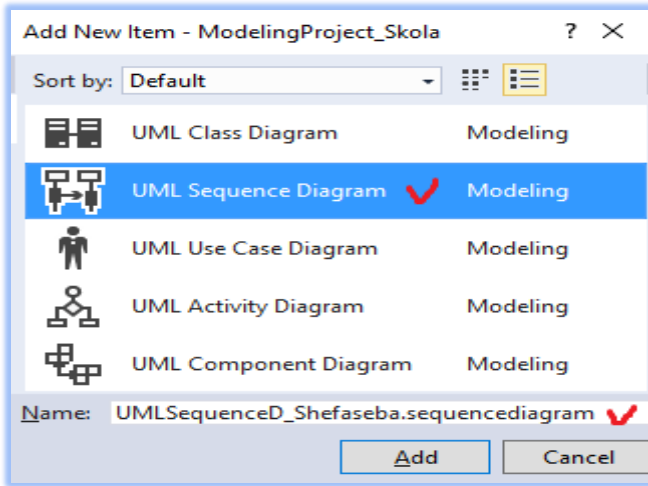 Add New Item - ModelingProject_Skola ?
Sort by: Default
UML Class Diagram Modeling
UML Sequence Diagram Modeling
UML Use Case Diagram Modeling
UML Activity Diagram Modeling
UML Component Diagram Modeling
Name: UMLSequenceD_Shefaseba.sequencediagram
Add Cancel